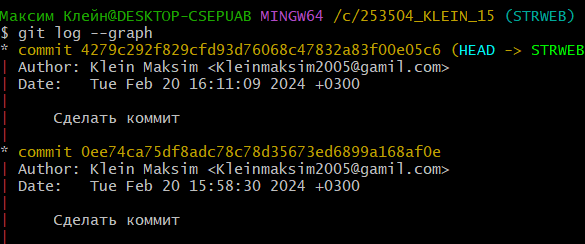 Максим Клейн@DESKTOP-CSEPUAB MINGW64 /c/253504_KLEIN_15 (STRWEB)
$ git log --graph
* commit 4279c292f829cfd93d76068c47832a83f00e05c6 (HEAD -> STRWEB
| Author: Klein Maksim <Kleinmaksim2005@gamil.com>
| Date:   Tue Feb 20 16:11:09 2024 +0300
|
|     Сделать коммит
|
* commit 0ee74ca75df8adc78c78d35673ed6899a168af0e
| Author: Klein Maksim <Kleinmaksim2005@gamil.com>
| Date:   Tue Feb 20 15:58:30 2024 +0300
|
|     Сделать коммит
|